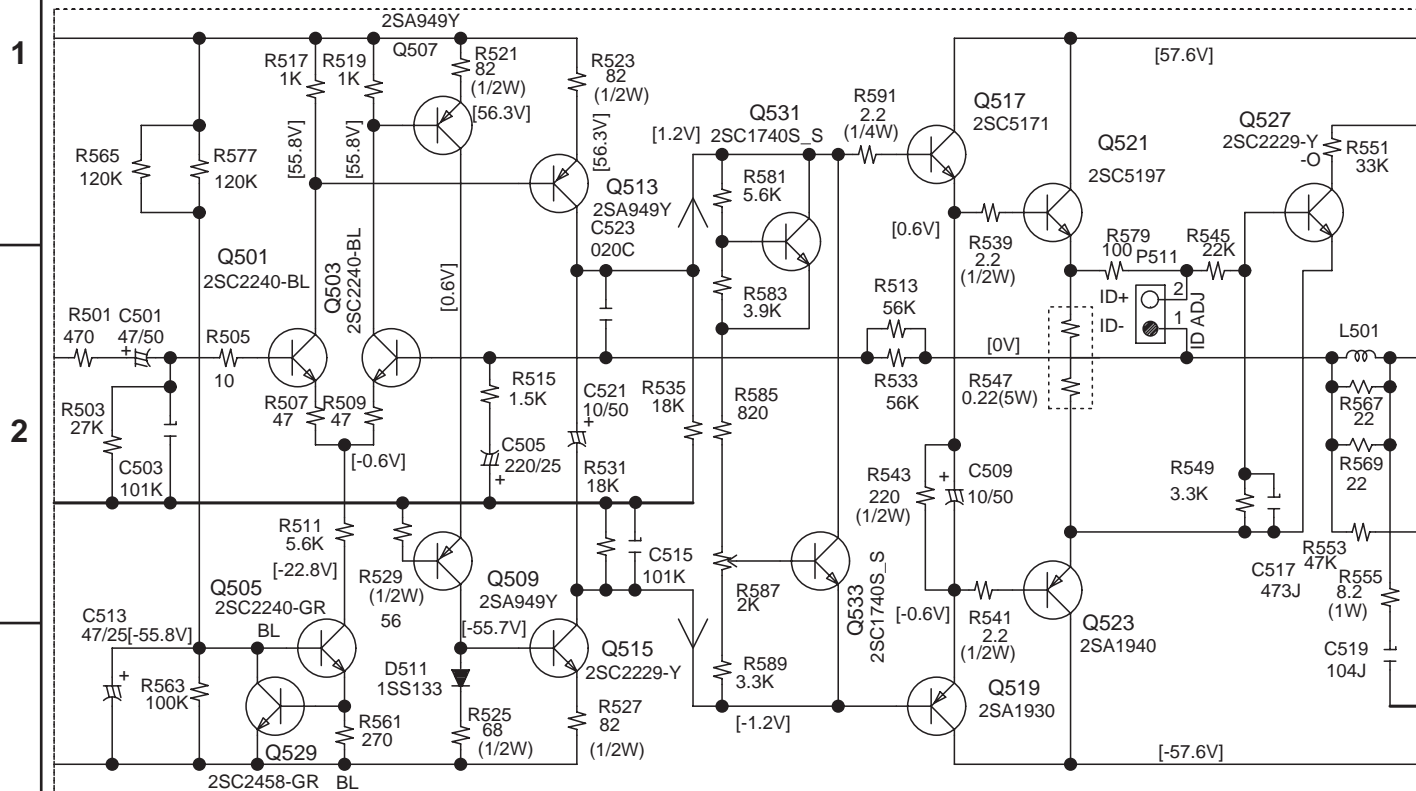 1
2
2SA949Y
Q507
R517
1K
R519
1K
R521
82
(1/2W)
[56.3V]
R523
82
(1/2W)
[56.3V]
[55.8V]
[55.8V]
R565
120K
R577
120K
Q513
2SA949Y
C523
020C
[1.2V]
Q531
2SC1740S_S
R591
2.2
(1/4W)
Q517
2SC5171
[57.6V]
Q521
2SC5197
Q527
2SC2229-Y
-O
R551
33K
R581
5.6K
[0.6V]
R539
2.2
(1/2W)
R579
100
P511
R545
22K
Q501
2SC2240-BL
Q503
2SC2240-BL
[0.6V]
R583
3.9K
R513
56K
ID+
ID-
2
1
ID ADJ
R501
470
C501
47/50
+
R505
10
[0V]
L501
R533
56K
R547
0.22(5W)
R503
27K
R507
47
R509
47
R515
1.5K
C521
10/50
+
R535
18K
R585
820
R567
22
C503
101K
[-0.6V]
C505
220/25
+
R531
18K
R543
220
(1/2W)
+
C509
10/50
R549
3.3K
R569
22
R511
5.6K
[-22.8V]
R529
(1/2W)
56
Q509
2SA949Y
C515
101K
R587
2K
Q533
2SC1740S_S
C517
473J
R553
47K
R555
8.2
(1W)
Q505
2SC2240-GR
BL
C513
47/25
[-55.8V]
+
[-55.7V]
[-0.6V]
R541
2.2
(1/2W)
Q523
2SA1940
Q515
2SC2229-Y
C519
104J
R563
100K
D511
1SS133
R589
3.3K
Q519
2SA1930
R561
270
R525
68
(1/2W)
R527
82
(1/2W)
[-1.2V]
Q529
2SC2458-GR
BL
[-57.6V]